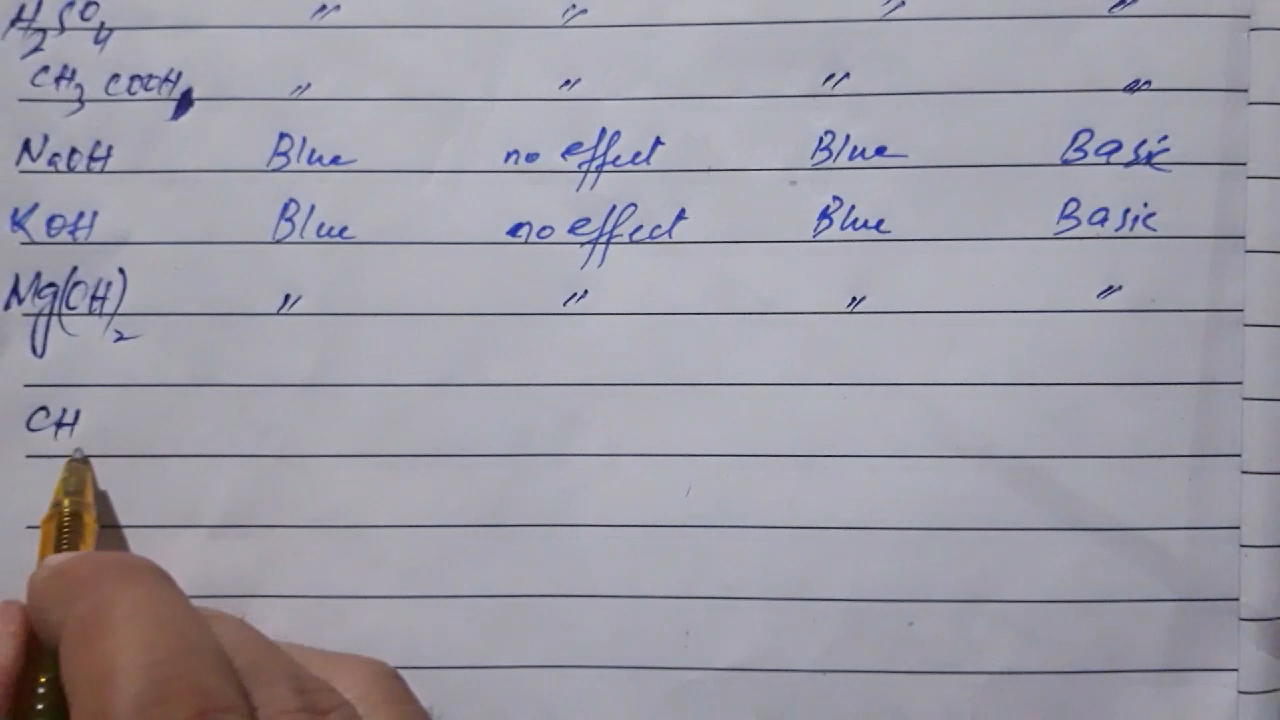 H₂SO₄ " " " "
CH₃COOH, " " " "
NaOH Blue no effect Blue Basic
KOH Blue no effect Blue Basic
Mg(OH)₂ " " " "
CH